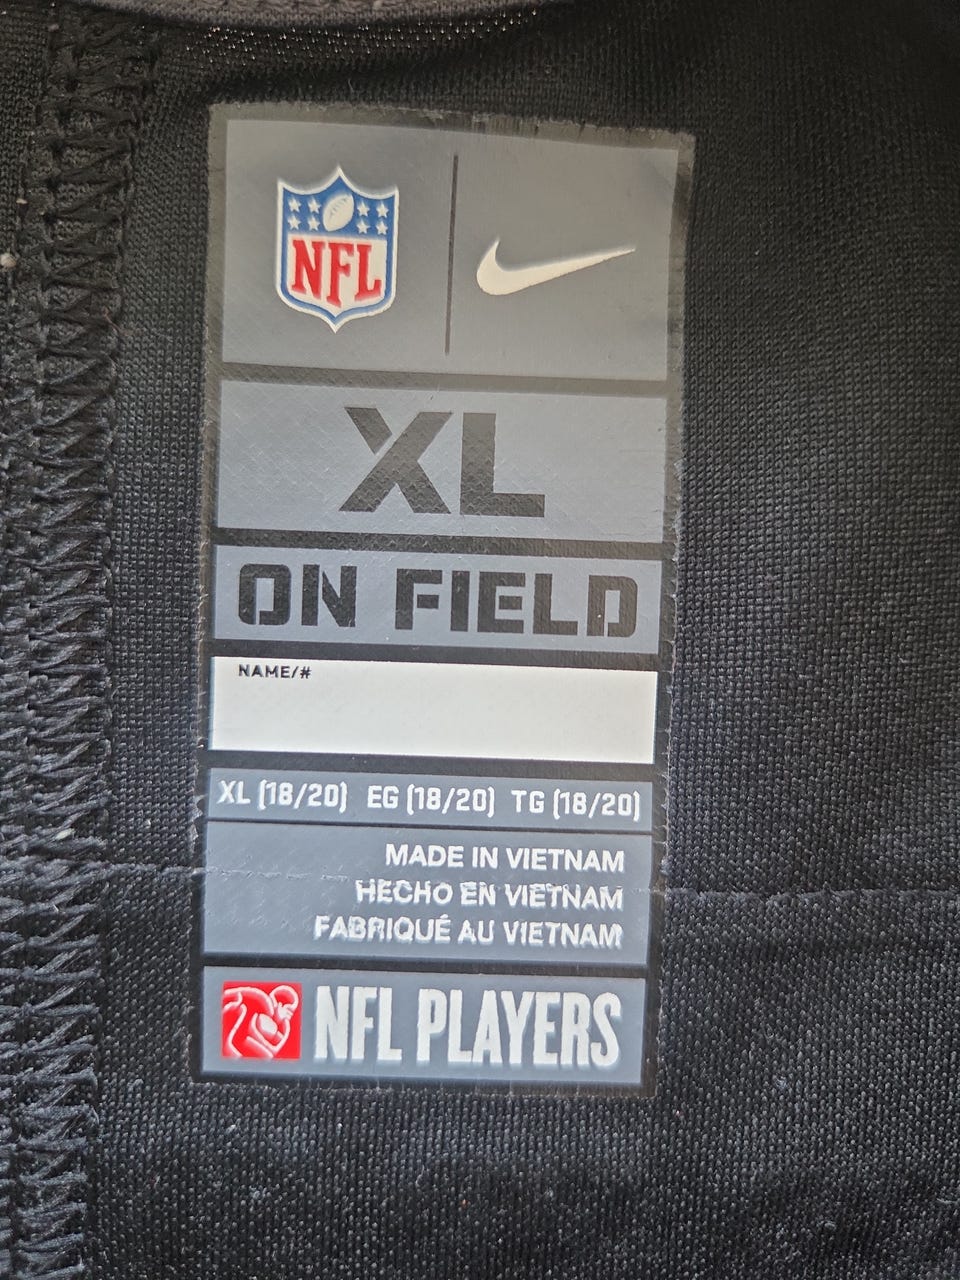 NFL
XL
ON FIELD
NAME/#
XL (18/20) EG (18/20) TG (18/20)
MADE IN VIETNAM
HECHO EN VIETNAM
FABRIQUÉ AU VIETNAM
NFL PLAYERS